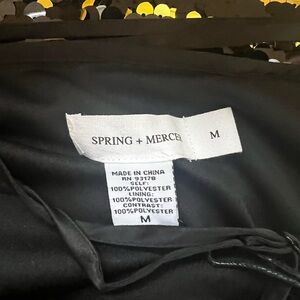 SPRING + MERCER M
MADE IN CHINA
RN 93178
SELF:
100%POLYESTER
LINING:
100%POLYESTER
CONTRAST:
100%POLYESTER
M